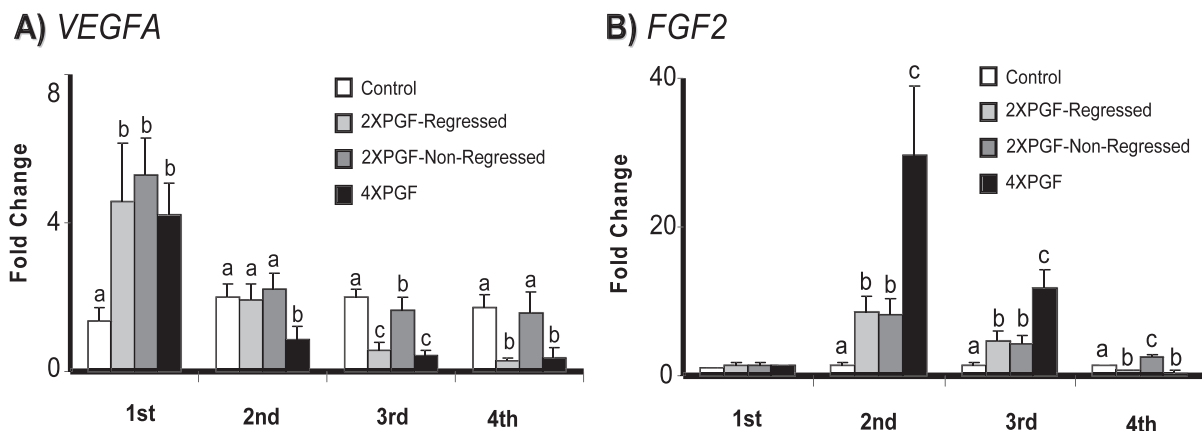 A) VEGFA
8
4
0
Fold Change
Control
2XPGF-Regressed
2XPGF-Non-Regressed
4XPGF
a b b b
a a a b
a c b c
a b a b
1st 2nd 3rd 4th
B) FGF2
40
20
0
Fold Change
Control
2XPGF-Regressed
2XPGF-Non-Regressed
4XPGF
a b b c
a b b c
a b c b
1st 2nd 3rd 4th